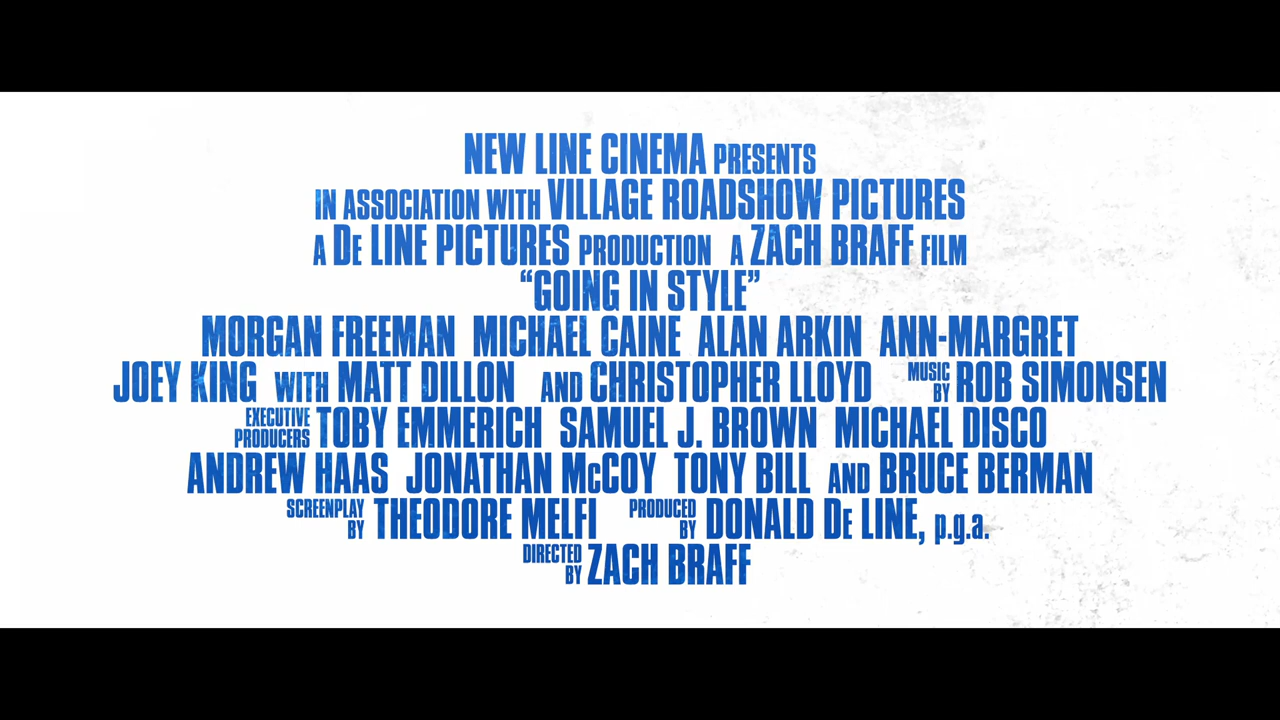 NEW LINE CINEMA PRESENTS
IN ASSOCIATION WITH VILLAGE ROADSHOW PICTURES
A DE LINE PICTURES PRODUCTION A ZACH BRAFF FILM
“GOING IN STYLE”
MORGAN FREEMAN MICHAEL CAINE ALAN ARKIN ANN-MARGRET
JOEY KING WITH MATT DILLON AND CHRISTOPHER LLOYD MUSIC BY ROB SIMONSEN
EXECUTIVE PRODUCERS TOBY EMMERICH SAMUEL J. BROWN MICHAEL DISCO
ANDREW HAAS JONATHAN McCOY TONY BILL AND BRUCE BERMAN
SCREENPLAY BY THEODORE MELFI PRODUCED BY DONALD DE LINE, p.g.a.
DIRECTED BY ZACH BRAFF